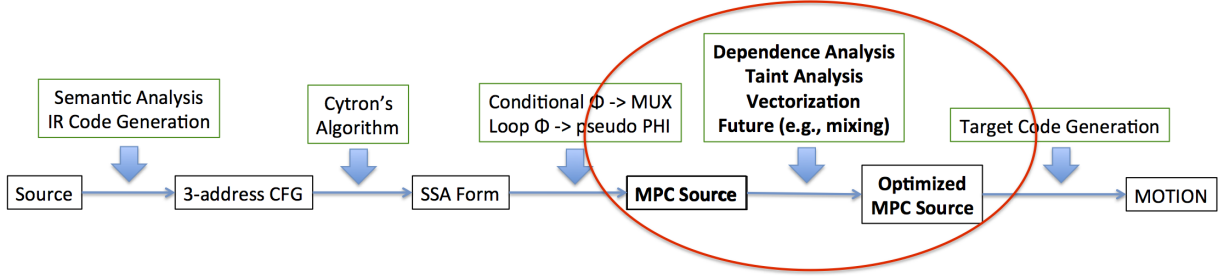 Dependence Analysis
Taint Analysis
Vectorization
Future (e.g., mixing)
Semantic Analysis
IR Code Generation
Cytron's
Algorithm
Conditional Φ -> MUX
Loop Φ -> pseudo PHI
Target Code Generation
Source
3-address CFG
SSA Form
MPC Source
Optimized
MPC Source
MOTION